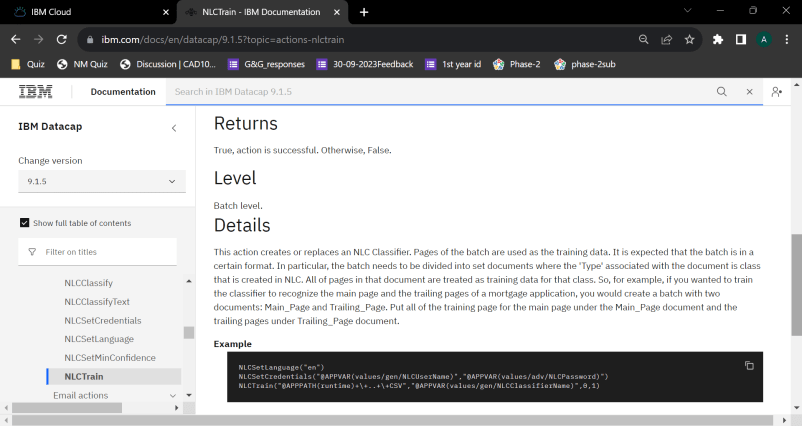 IBM Cloud
NLCTrain - IBM Documentation
ibm.com/docs/en/datacap/9.1.5?topic=actions-nlctrain
A
Quiz
NM Quiz
Discussion | CAD10...
G&G_responses
30-09-2023Feedback
1st year id
Phase-2
phase-2sub
IBM
Documentation
Search in IBM Datacap 9.1.5
IBM Datacap
Change version
9.1.5
Show full table of contents
Filter on titles
NLCClassify
NLCClassifyText
NLCSetCredentials
NLCSetLanguage
NLCSetMinConfidence
NLCTrain
Email actions
Returns
True, action is successful. Otherwise, False.
Level
Batch level.
Details
This action creates or replaces an NLC Classifier. Pages of the batch are used as the training data. It is expected that the batch is in a
certain format. In particular, the batch needs to be divided into set documents where the 'Type' associated with the document is class
that is created in NLC. All of pages in that document are treated as training data for that class. So, for example, if you wanted to train
the classifier to recognize the main page and the trailing pages of a mortgage application, you would create a batch with two
documents: Main_Page and Trailing_Page. Put all of the training page for the main page under the Main_Page document and the
trailing pages under Trailing_Page document.
Example
NLCSetLanguage("en")
NLCSetCredentials("@APPVAR(values/gen/NLCUserName)","@APPVAR(values/adv/NLCPassword)")
NLCTrain("@APPPATH(runtime)+\+..+\+CSV","@APPVAR(values/gen/NLCClassifierName)",0,1)